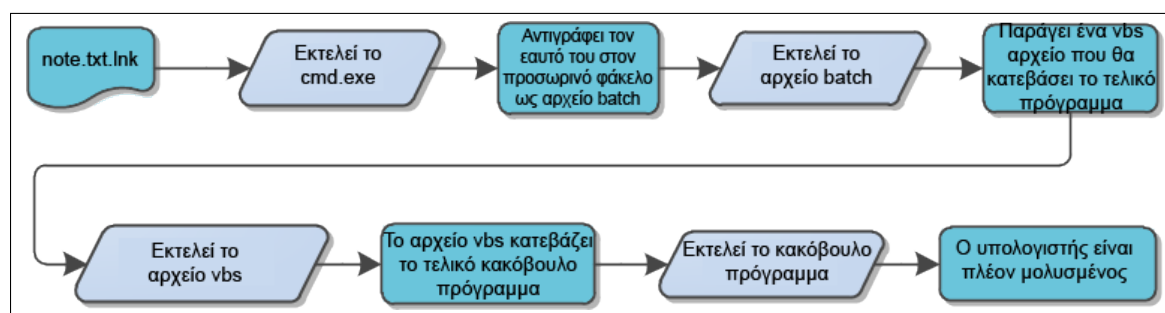 note.txt.lnk
Εκτελεί το
cmd.exe
Αντιγράφει τον
εαυτό του στον
προσωρινό φάκελο
ως αρχείο batch
Εκτελεί το
αρχείο batch
Παράγει ένα vbs
αρχείο που θα
κατεβάσει το τελικό
πρόγραμμα
Εκτελεί το
αρχείο vbs
Το αρχείο vbs κατεβάζει
το τελικό κακόβουλο
πρόγραμμα
Εκτελεί το κακόβουλο
πρόγραμμα
Ο υπολογιστής είναι
πλέον μολυσμένος